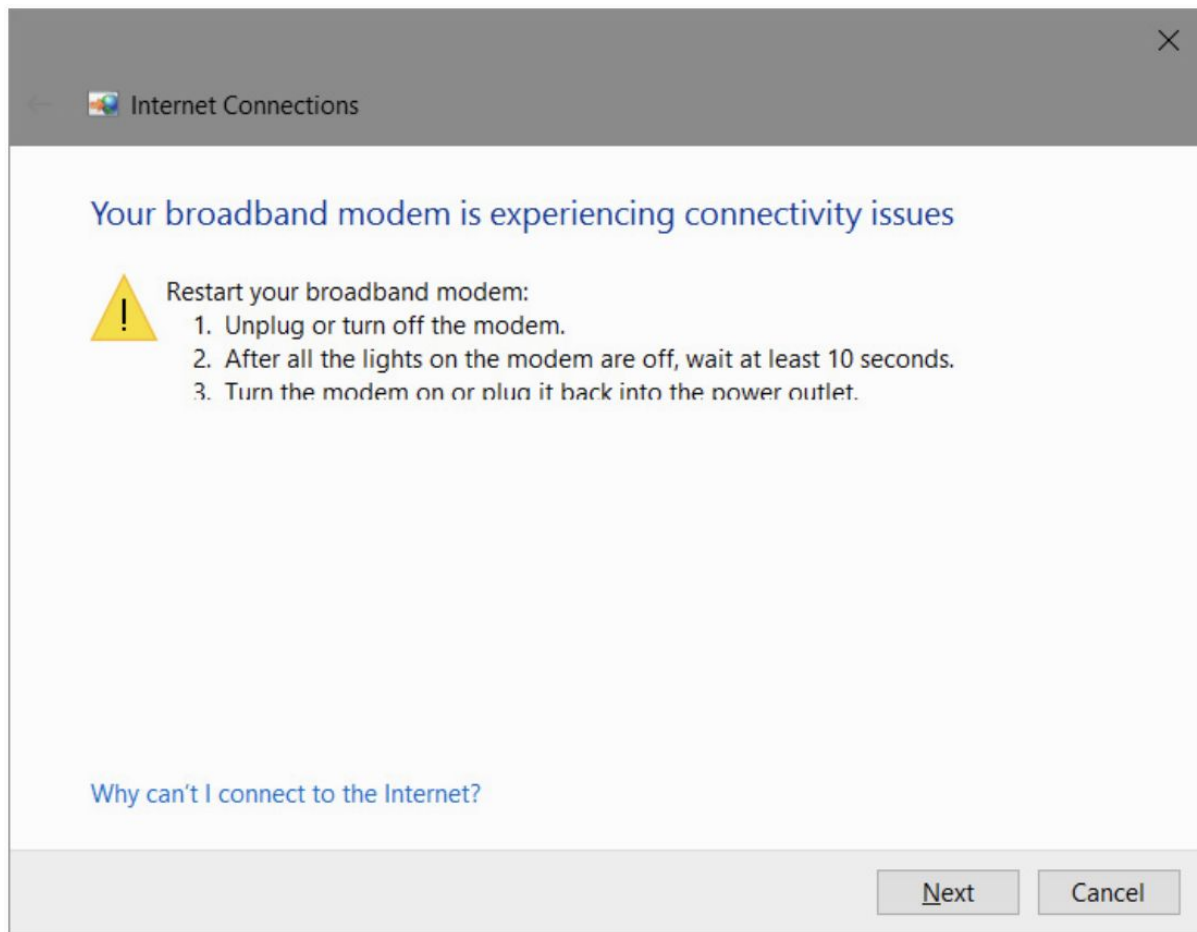 Internet Connections
Your broadband modem is experiencing connectivity issues
!
Restart your broadband modem:
1. Unplug or turn off the modem.
2. After all the lights on the modem are off, wait at least 10 seconds.
3. Turn the modem on or plug it back into the power outlet.
Why can't I connect to the Internet?
Next Cancel